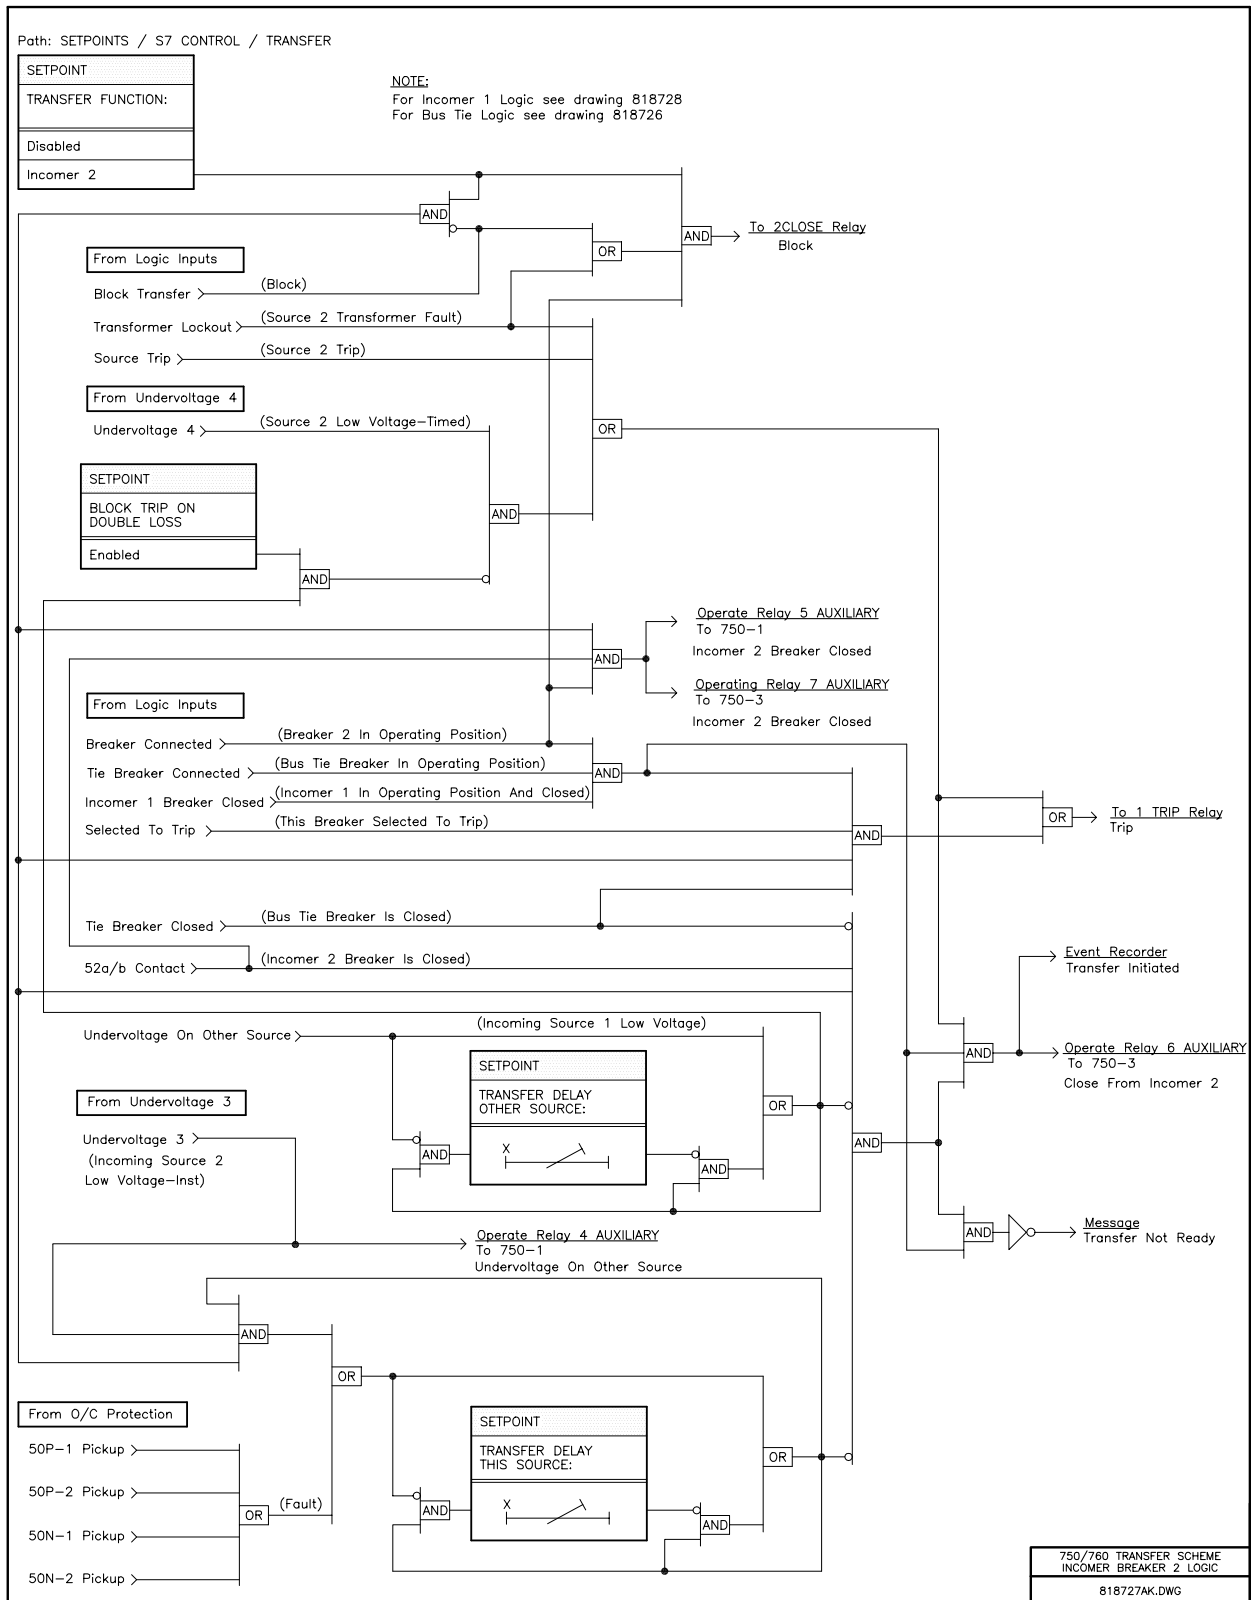 Path: SETPOINTS / S7 CONTROL / TRANSFER
SETPOINT
TRANSFER FUNCTION:
Disabled
Incomer 2
NOTE:
For Incomer 1 Logic see drawing 818728
For Bus Tie Logic see drawing 818726
AND
AND
To 2CLOSE Relay
Block
OR
From Logic Inputs
Block Transfer
(Block)
Transformer Lockout
(Source 2 Transformer Fault)
Source Trip
(Source 2 Trip)
From Undervoltage 4
Undervoltage 4
(Source 2 Low Voltage-Timed)
OR
SETPOINT
BLOCK TRIP ON
DOUBLE LOSS
Enabled
AND
AND
Operate Relay 5 AUXILIARY
To 750-1
Incomer 2 Breaker Closed
AND
Operating Relay 7 AUXILIARY
To 750-3
Incomer 2 Breaker Closed
From Logic Inputs
Breaker Connected
(Breaker 2 In Operating Position)
Tie Breaker Connected
(Bus Tie Breaker In Operating Position)
AND
Incomer 1 Breaker Closed
(Incomer 1 In Operating Position And Closed)
Selected To Trip
(This Breaker Selected To Trip)
AND
OR
To 1 TRIP Relay
Trip
Tie Breaker Closed
(Bus Tie Breaker Is Closed)
52a/b Contact
(Incomer 2 Breaker Is Closed)
Event Recorder
Transfer Initiated
Undervoltage On Other Source
(Incoming Source 1 Low Voltage)
AND
Operate Relay 6 AUXILIARY
To 750-3
Close From Incomer 2
SETPOINT
TRANSFER DELAY
OTHER SOURCE:
X
OR
AND
AND
AND
From Undervoltage 3
Undervoltage 3
(Incoming Source 2
Low Voltage-Inst)
AND
Message
Transfer Not Ready
Operate Relay 4 AUXILIARY
To 750-1
Undervoltage On Other Source
AND
OR
From O/C Protection
50P-1 Pickup
50P-2 Pickup
50N-1 Pickup
50N-2 Pickup
OR
(Fault)
SETPOINT
TRANSFER DELAY
THIS SOURCE:
X
OR
AND
AND
750/760 TRANSFER SCHEME
INCOMER BREAKER 2 LOGIC
818727AK.DWG